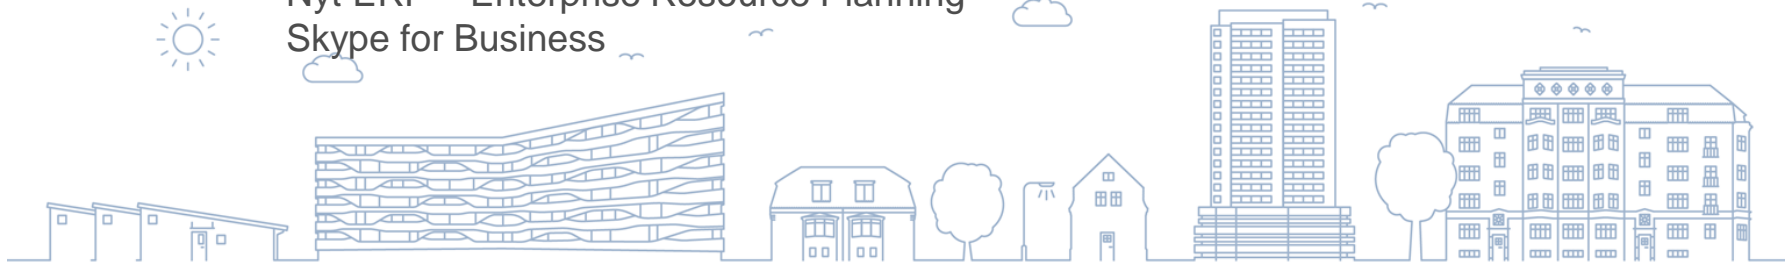 Nyt ERP – Enterprise Resource Planning
Skype for Business